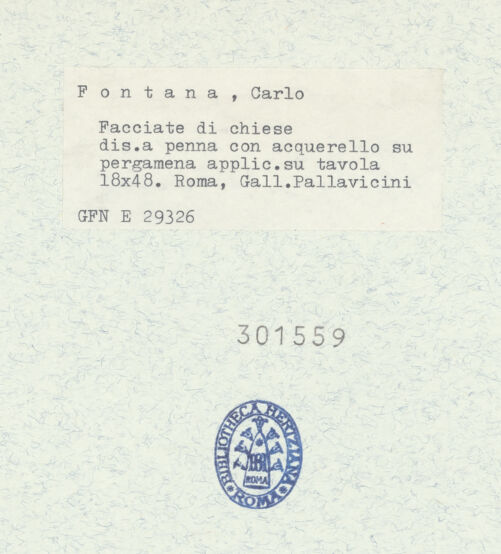 F o n t a n a , Carlo
Facciate di chiese
dis.a penna con acquerello su
pergamena applic.su tavola
18x48. Roma, Gall.Pallavicini
GFN E 29326
301559
BIBLIOTHECA HERTZIANA
ROMA
ROMA